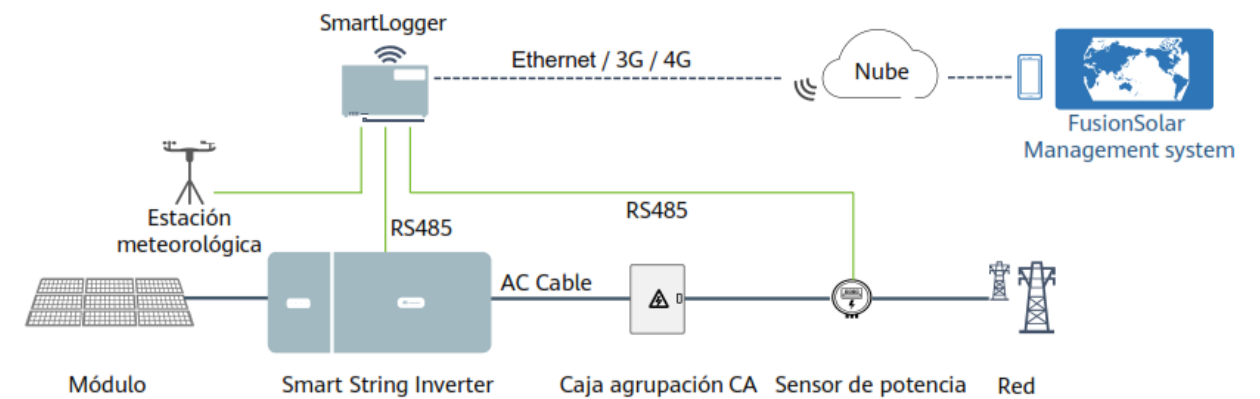 SmartLogger
Ethernet / 3G / 4G
Nube
FusionSolar
Management system
Estación
meteorológica
RS485
RS485
AC Cable
Módulo
Smart String Inverter
Caja agrupación CA
Sensor de potencia
Red